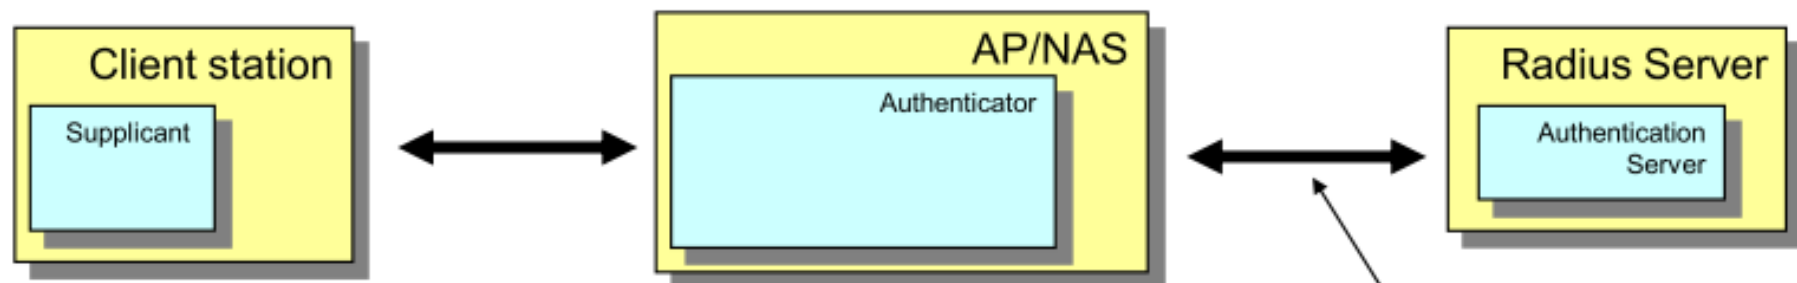 Client station
Supplicant
AP/NAS
Authenticator
Radius Server
Authentication
Server